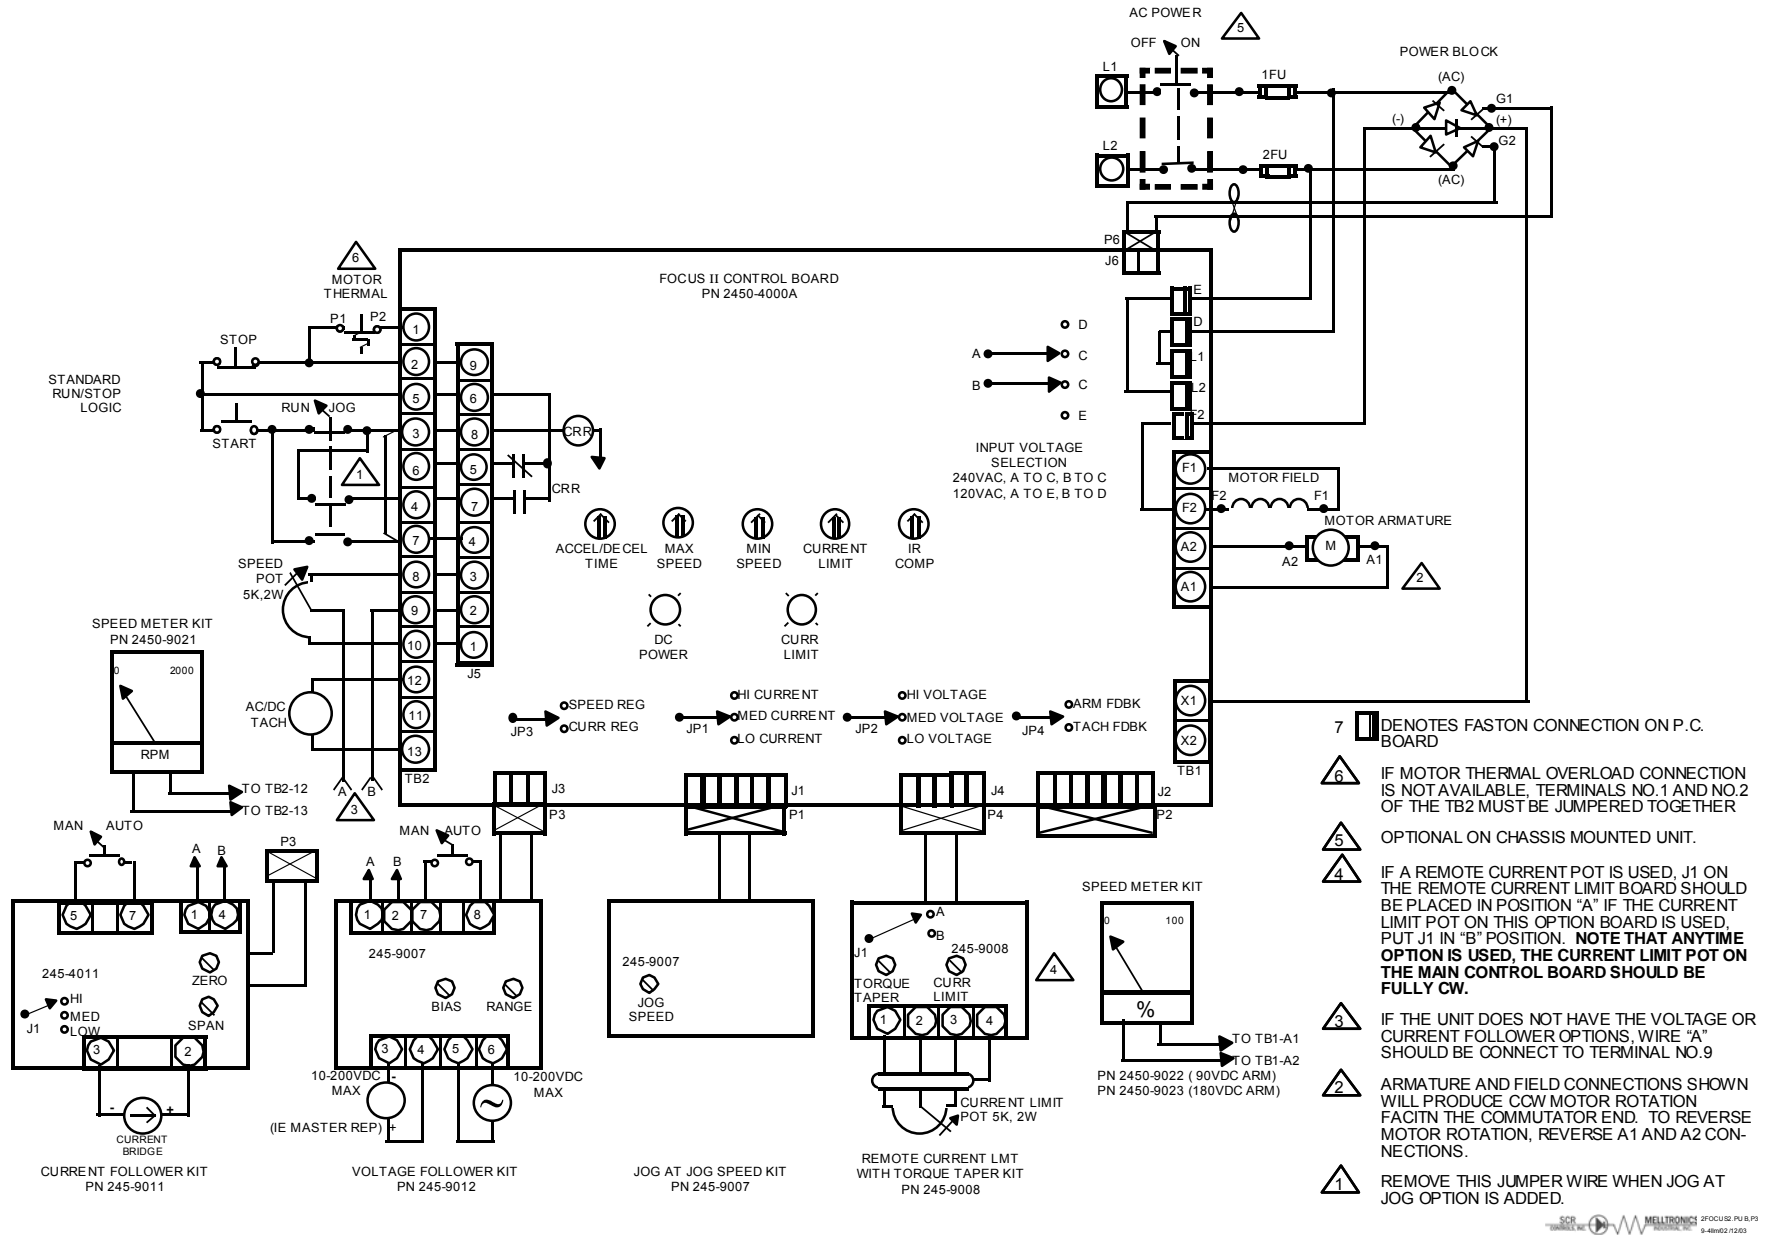 AC POWER
5
OFF ON
POWER BLOCK
L1
1FU
(AC)
G1
(-)
(+)
L2
2FU
G2
(AC)
P6
J6
6
MOTOR
THERMAL
P1 P2
FOCUS II CONTROL BOARD
PN 2450-4000A
STOP
STANDARD
RUN/STOP
LOGIC
RUN JOG
START
1
1
2
5
3
6
4
7
8
9
10
12
11
13
TB2
9
6
8
5
7
4
3
2
1
J5
CRR
CRR
D
A C
B C
E
INPUT VOLTAGE
SELECTION
240VAC, A TO C, B TO C
120VAC, A TO E, B TO D
E
D
L1
L2
F2
F1
F2
A2
A1
X1
X2
TB1
MOTOR FIELD
F2 F1
MOTOR ARMATURE
M
A2 A1
2
ACCEL/DECEL
TIME
MAX
SPEED
MIN
SPEED
CURRENT
LIMIT
IR
COMP
DC
POWER
CURR
LIMIT
SPEED
POT
5K,2W
SPEED METER KIT
PN 2450-9021
0 2000
RPM
AC/DC
TACH
TO TB2-12
TO TB2-13
A B
3
JP3
SPEED REG
CURR REG
JP1
HI CURRENT
MED CURRENT
LO CURRENT
JP2
HI VOLTAGE
MED VOLTAGE
LO VOLTAGE
JP4
ARM FDBK
TACH FDBK
J3
P3
J1
P1
J4
P4
J2
P2
MAN AUTO
A B
P3
5 7 1 4
245-4011
ZERO
SPAN
HI
MED
LOW
J1
3 2
- +
CURRENT
BRIDGE
CURRENT FOLLOWER KIT
PN 245-9011
MAN AUTO
A B
1 2 7 8
245-9007
BIAS RANGE
3 4 5 6
10-200VDC
MAX
-
+
(IE MASTER REP)
10-200VDC
MAX
VOLTAGE FOLLOWER KIT
PN 245-9012
245-9007
JOG
SPEED
JOG AT JOG SPEED KIT
PN 245-9007
A
B
J1
245-9008
TORQUE
TAPER
CURR
LIMIT
4
1 2 3 4
CURRENT LIMIT
POT 5K, 2W
REMOTE CURRENT LMT
WITH TORQUE TAPER KIT
PN 245-9008
SPEED METER KIT
0 100
%
TO TB1-A1
TO TB1-A2
PN 2450-9022 ( 90VDC ARM)
PN 2450-9023 (180VDC ARM)
7 DENOTES FASTON CONNECTION ON P.C.
BOARD
6 IF MOTOR THERMAL OVERLOAD CONNECTION
IS NOT AVAILABLE, TERMINALS NO.1 AND NO.2
OF THE TB2 MUST BE JUMPERED TOGETHER
5 OPTIONAL ON CHASSIS MOUNTED UNIT.
4 IF A REMOTE CURRENT POT IS USED, J1 ON
THE REMOTE CURRENT LIMIT BOARD SHOULD
BE PLACED IN POSITION “A” IF THE CURRENT
LIMIT POT ON THIS OPTION BOARD IS USED,
PUT J1 IN “B” POSITION. NOTE THAT ANYTIME
OPTION IS USED, THE CURRENT LIMIT POT ON
THE MAIN CONTROL BOARD SHOULD BE
FULLY CW.
3 IF THE UNIT DOES NOT HAVE THE VOLTAGE OR
CURRENT FOLLOWER OPTIONS, WIRE “A”
SHOULD BE CONNECT TO TERMINAL NO.9
2 ARMATURE AND FIELD CONNECTIONS SHOWN
WILL PRODUCE CCW MOTOR ROTATION
FACITN THE COMMUTATOR END. TO REVERSE
MOTOR ROTATION, REVERSE A1 AND A2 CON-
NECTIONS.
1 REMOVE THIS JUMPER WIRE WHEN JOG AT
JOG OPTION IS ADDED.
SCR
CONTROLS, INC.
MELLTRONICS
INDUSTRIAL, INC.
2FOCUS2.PUB,P3